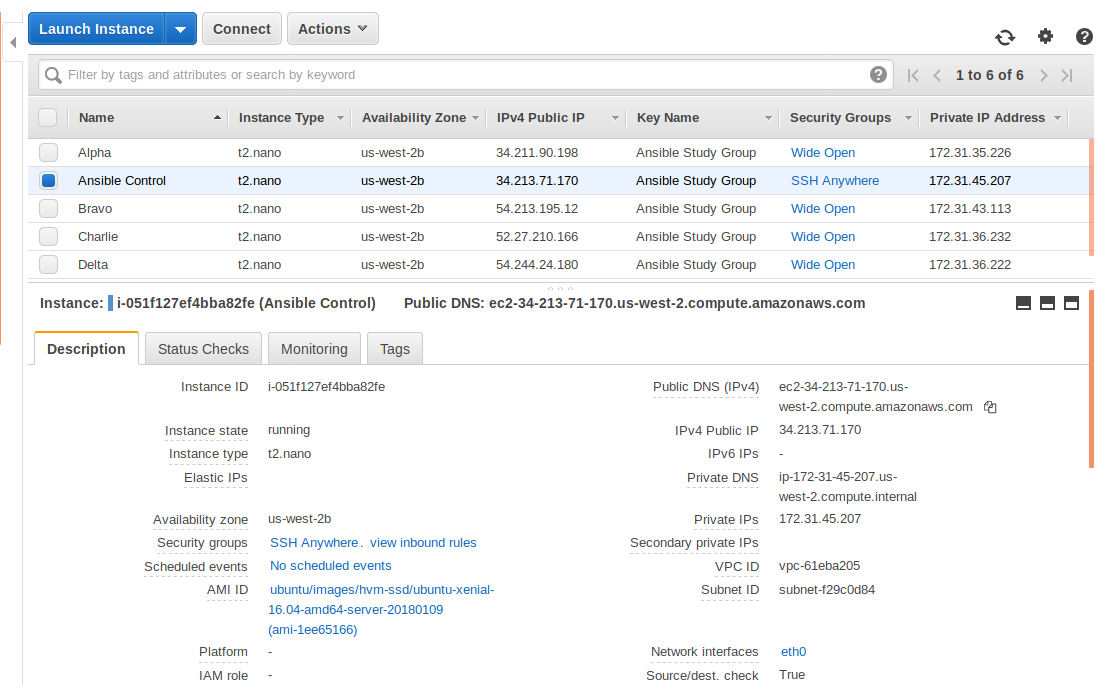 Launch Instance Connect Actions
Filter by tags and attributes or search by keyword 1 to 6 of 6
Name Instance Type Availability Zone IPv4 Public IP Key Name Security Groups Private IP Address
Alpha t2.nano us-west-2b 34.211.90.198 Ansible Study Group Wide Open 172.31.35.226
Ansible Control t2.nano us-west-2b 34.213.71.170 Ansible Study Group SSH Anywhere 172.31.45.207
Bravo t2.nano us-west-2b 54.213.195.12 Ansible Study Group Wide Open 172.31.43.113
Charlie t2.nano us-west-2b 52.27.210.166 Ansible Study Group Wide Open 172.31.36.232
Delta t2.nano us-west-2b 54.244.24.180 Ansible Study Group Wide Open 172.31.36.222
Instance: i-051f127ef4bba82fe (Ansible Control) Public DNS: ec2-34-213-71-170.us-west-2.compute.amazonaws.com
Description Status Checks Monitoring Tags
Instance ID i-051f127ef4bba82fe Public DNS (IPv4) ec2-34-213-71-170.us-
west-2.compute.amazonaws.com
Instance state running IPv4 Public IP 34.213.71.170
Instance type t2.nano IPv6 IPs -
Elastic IPs Private DNS ip-172-31-45-207.us-
west-2.compute.internal
Availability zone us-west-2b Private IPs 172.31.45.207
Security groups SSH Anywhere. view inbound rules Secondary private IPs
Scheduled events No scheduled events VPC ID vpc-61eba205
AMI ID ubuntu/images/hvm-ssd/ubuntu-xenial- Subnet ID subnet-f29c0d84
16.04-amd64-server-20180109
(ami-1ee65166)
Platform - Network interfaces eth0
IAM role - Source/dest. check True